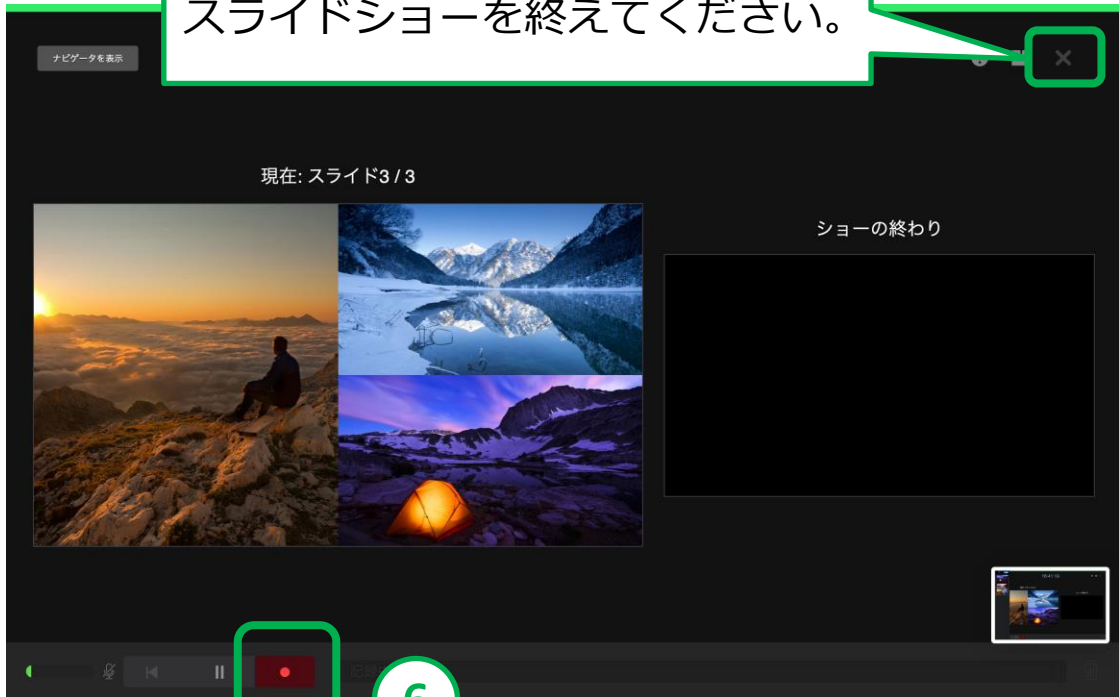 スライドショーを終えてください。
ナビゲータを表示
現在: スライド3 / 3
ショーの終わり
記録
6